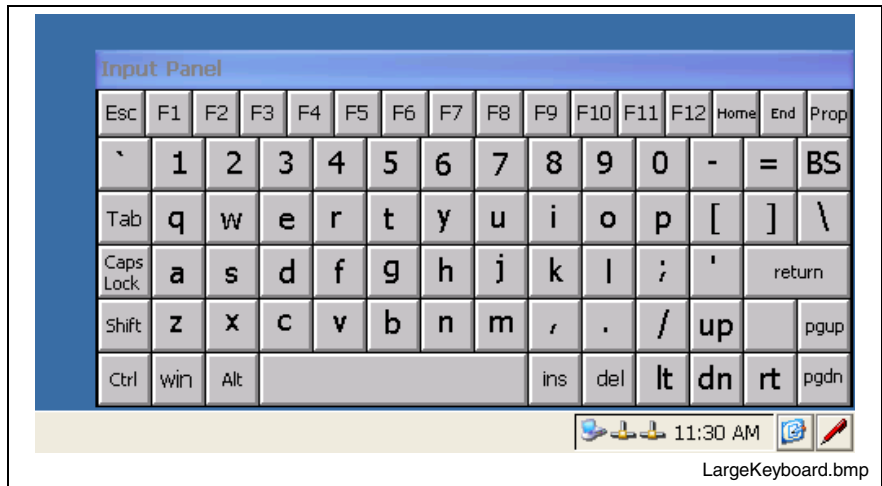 Input Panel
Esc F1 F2 F3 F4 F5 F6 F7 F8 F9 F10 F11 F12 Home End Prop
` 1 2 3 4 5 6 7 8 9 0 - = BS
Tab q w e r t y u i o p [ ] \
Caps Lock a s d f g h j k l ; ' return
Shift z x c v b n m , . / up pgup
Ctrl win Alt ins del lt dn rt pgdn
11:30 AM
LargeKeyboard.bmp